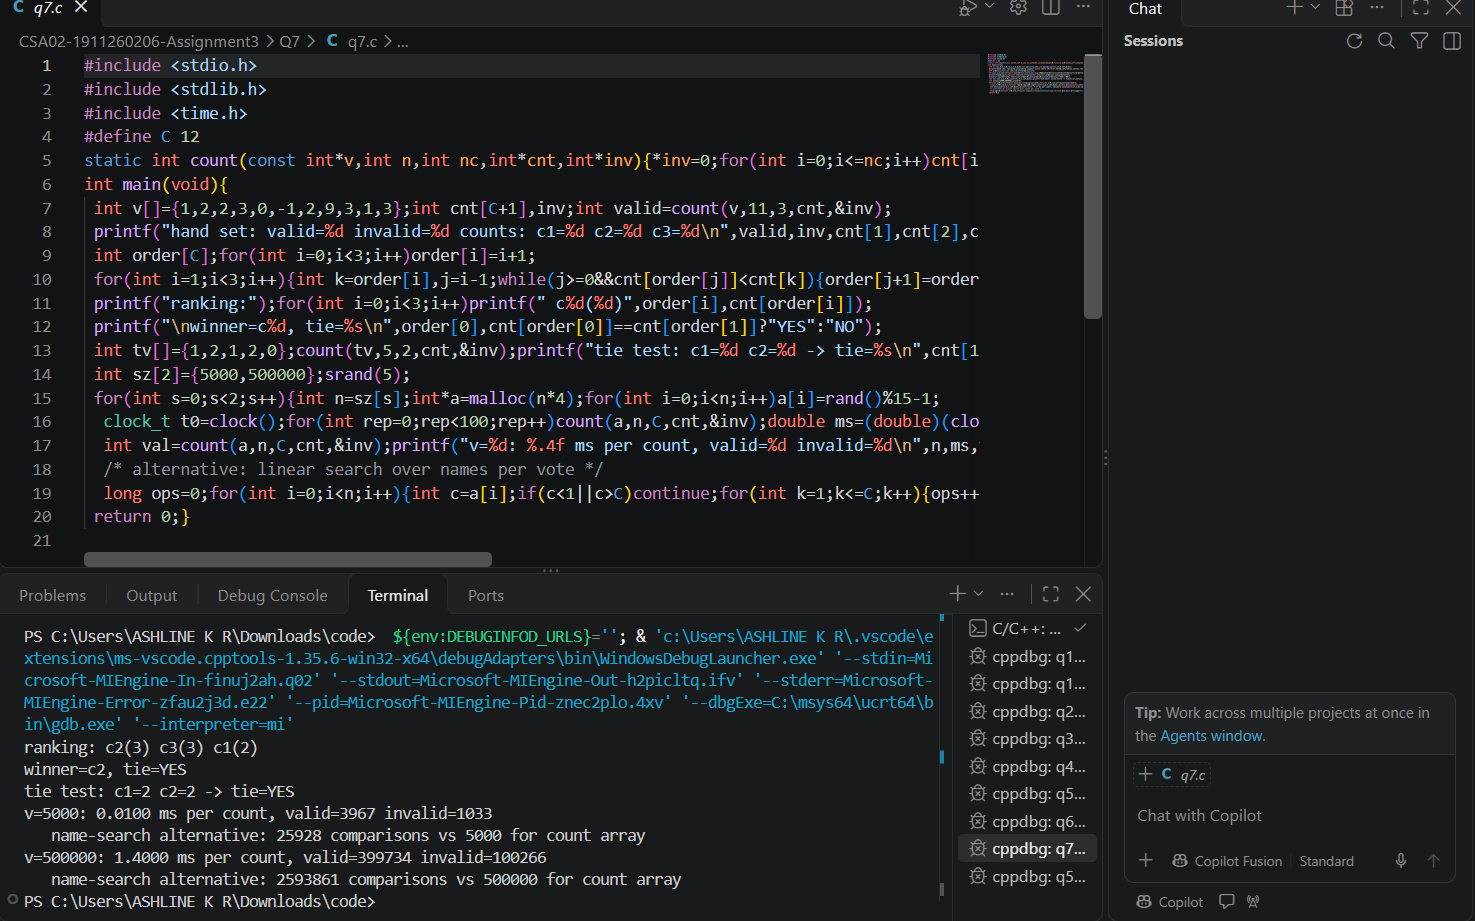 C q7.c
CSA02-1911260206-Assignment3 > Q7 > C q7.c > ...
1 #include <stdio.h>
2 #include <stdlib.h>
3 #include <time.h>
4 #define C 12
5 static int count(const int*v,int n,int nc,int*cnt,int*inv){*inv=0;for(int i=0;i<=nc;i++)cnt[i
6 int main(void){
7 int v[]={1,2,2,3,0,-1,2,9,3,1,3};int cnt[C+1],inv;int valid=count(v,11,3,cnt,&inv);
8 printf("hand set: valid=%d invalid=%d counts: c1=%d c2=%d c3=%d\n",valid,inv,cnt[1],cnt[2],c
9 int order[C];for(int i=0;i<3;i++)order[i]=i+1;
10 for(int i=1;i<3;i++){int k=order[i],j=i-1;while(j>=0&&cnt[order[j]]<cnt[k]){order[j+1]=order
11 printf("ranking:");for(int i=0;i<3;i++)printf(" c%d(%d)",order[i],cnt[order[i]]);
12 printf("\nwinner=c%d, tie=%s\n",order[0],cnt[order[0]]==cnt[order[1]]?"YES":"NO");
13 int tv[]={1,2,1,2,0};count(tv,5,2,cnt,&inv);printf("tie test: c1=%d c2=%d -> tie=%s\n",cnt[1
14 int sz[2]={5000,500000};srand(5);
15 for(int s=0;s<2;s++){int n=sz[s];int*a=malloc(n*4);for(int i=0;i<n;i++)a[i]=rand()%15-1;
16 clock_t t0=clock();for(int rep=0;rep<100;rep++)count(a,n,C,cnt,&inv);double ms=(double)(clo
17 int val=count(a,n,C,cnt,&inv);printf("v=%d: %.4f ms per count, valid=%d invalid=%d\n",n,ms,
18 /* alternative: linear search over names per vote */
19 long ops=0;for(int i=0;i<n;i++){int c=a[i];if(c<1||c>C)continue;for(int k=1;k<=C;k++){ops++
20 return 0;}
21
Problems Output Debug Console Terminal Ports
PS C:\Users\ASHLINE K R\Downloads\code> ${env:DEBUGINFOD_URLS}=''; & 'c:\Users\ASHLINE K R\.vscode\e
xtensions\ms-vscode.cpptools-1.35.6-win32-x64\debugAdapters\bin\WindowsDebugLauncher.exe' '--stdin=Mi
crosoft-MIEngine-In-finuj2ah.q02' '--stdout=Microsoft-MIEngine-Out-h2picltq.ifv' '--stderr=Microsoft-
MIEngine-Error-zfau2j3d.e22' '--pid=Microsoft-MIEngine-Pid-znec2plo.4xv' '--dbgExe=C:\msys64\ucrt64\b
in\gdb.exe' '--interpreter=mi'
ranking: c2(3) c3(3) c1(2)
winner=c2, tie=YES
tie test: c1=2 c2=2 -> tie=YES
v=5000: 0.0100 ms per count, valid=3967 invalid=1033
name-search alternative: 25928 comparisons vs 5000 for count array
v=500000: 1.4000 ms per count, valid=399734 invalid=100266
name-search alternative: 2593861 comparisons vs 500000 for count array
PS C:\Users\ASHLINE K R\Downloads\code>
C/C++: ...
cppdbg: q1...
cppdbg: q1...
cppdbg: q2...
cppdbg: q3...
cppdbg: q4...
cppdbg: q5...
cppdbg: q6...
cppdbg: q7...
cppdbg: q5...
Chat
Sessions
Tip: Work across multiple projects at once in
the Agents window.
C q7.c
Chat with Copilot
Copilot Fusion Standard
Copilot